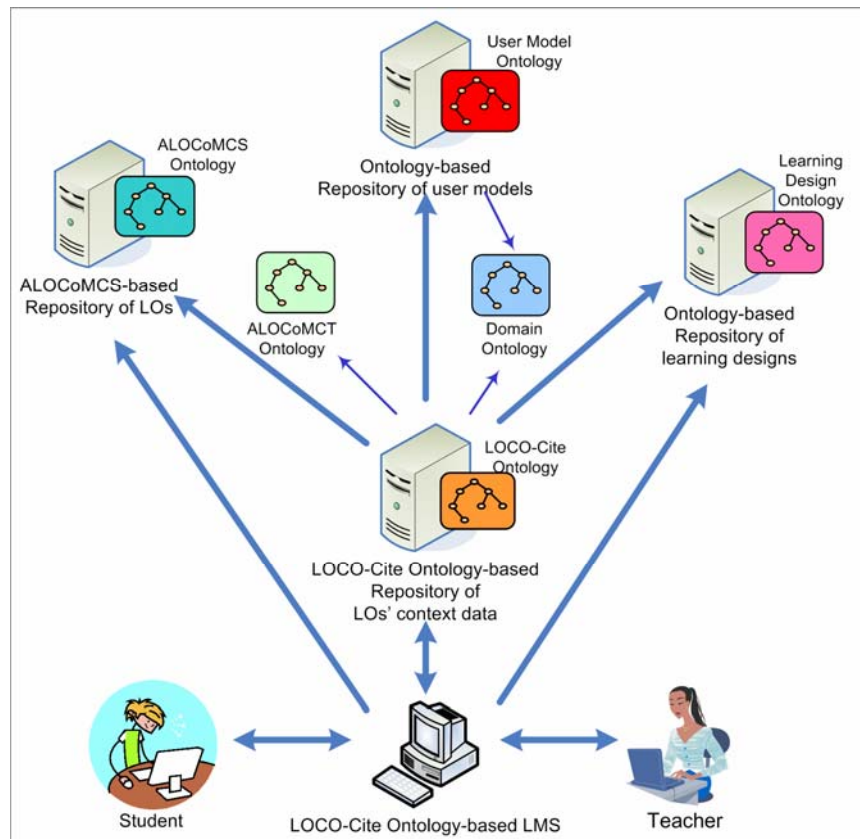 User Model
Ontology
Ontology-based
Repository of user models
ALOCoMCS
Ontology
ALOCoMCS-based
Repository of LOs
Learning
Design
Ontology
Ontology-based
Repository of
learning designs
ALOCoMCT
Ontology
Domain
Ontology
LOCO-Cite
Ontology
LOCO-Cite Ontology-based
Repository of
LOs' context data
Student
LOCO-Cite Ontology-based LMS
Teacher